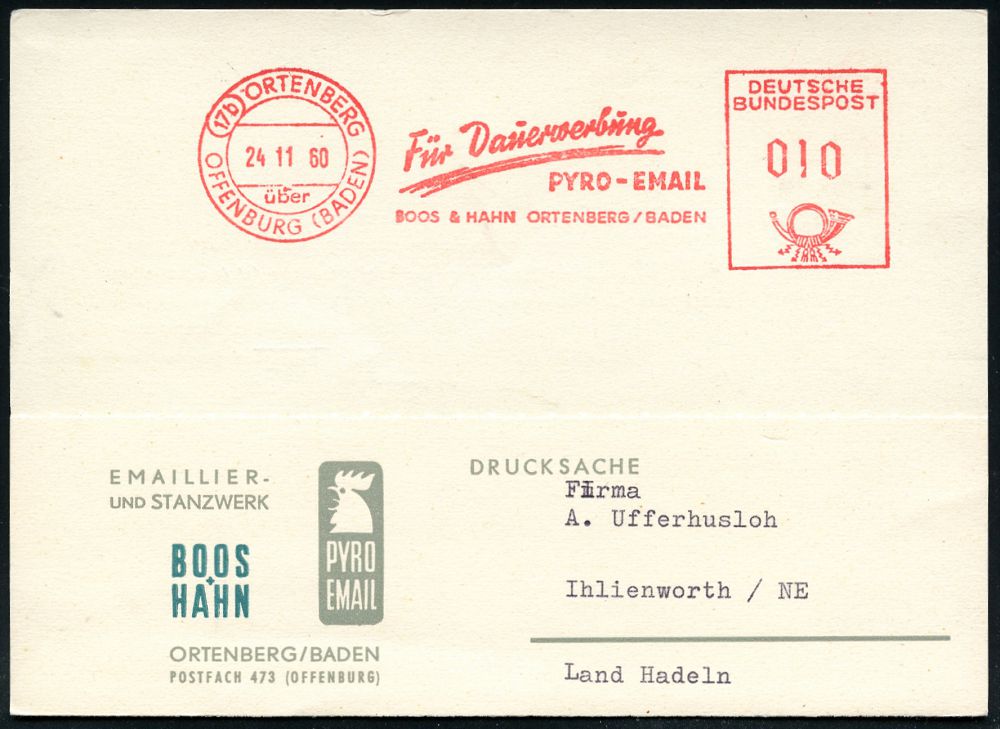 (17b) ORTENBERG
24 11 60
über
OFFENBURG (BADEN)
Für Dauerwerbung
PYRO-EMAIL
BOOS & HAHN ORTENBERG/BADEN
DEUTSCHE
BUNDESPOST
010
EMAILLIER-
UND STANZWERK
BOOS
+
HAHN
PYRO
EMAIL
ORTENBERG/BADEN
POSTFACH 473 (OFFENBURG)
DRUCKSACHE
Firma
A. Ufferhusloh
Ihlienworth / NE
Land Hadeln